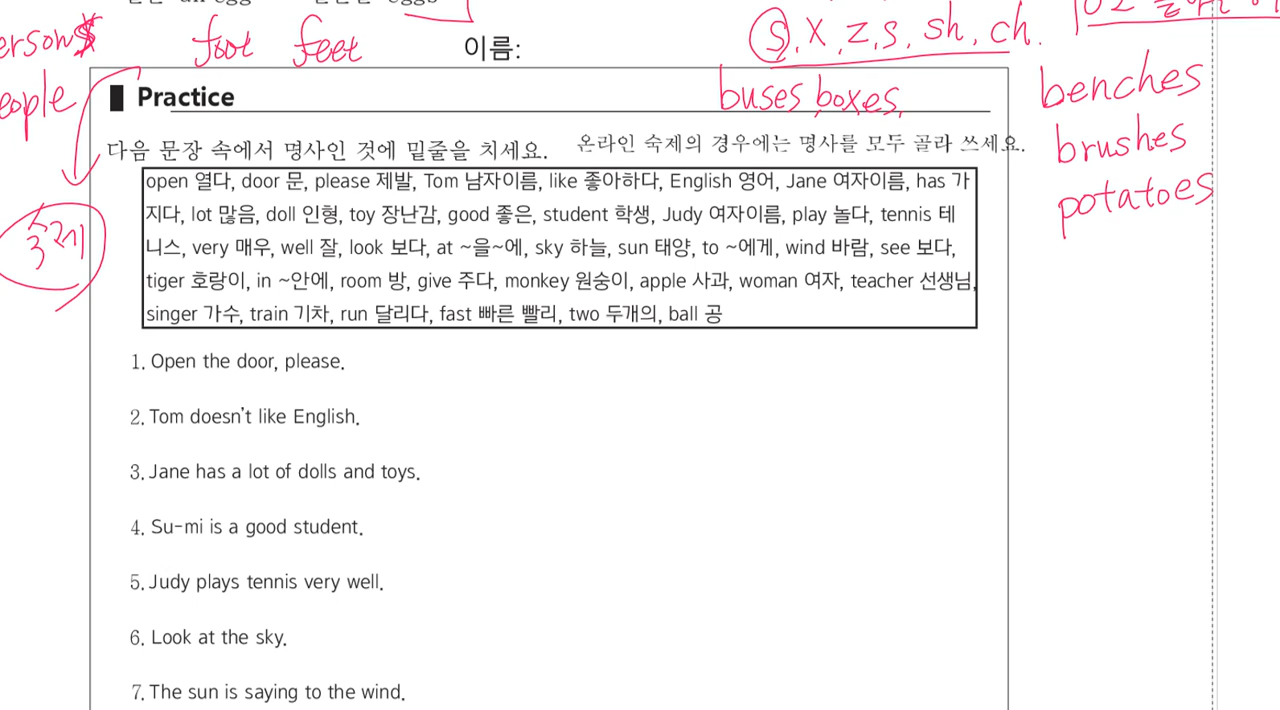 foot feet
이름:
s, x, z, s, sh, ch.
people
Practice
buses boxes,
benches
다음 문장 속에서 명사인 것에 밑줄을 치세요. 온라인 숙제의 경우에는 명사를 모두 골라 쓰세요.
brushes
potatoes
숙제
open 열다, door 문, please 제발, Tom 남자이름, like 좋아하다, English 영어, Jane 여자이름, has 가
지다, lot 많음, doll 인형, toy 장난감, good 좋은, student 학생, Judy 여자이름, play 놀다, tennis 테
니스, very 매우, well 잘, look 보다, at ~을~에, sky 하늘, sun 태양, to ~에게, wind 바람, see 보다,
tiger 호랑이, in ~안에, room 방, give 주다, monkey 원숭이, apple 사과, woman 여자, teacher 선생님,
singer 가수, train 기차, run 달리다, fast 빠른 빨리, two 두개의, ball 공
1. Open the door, please.
2. Tom doesn't like English.
3. Jane has a lot of dolls and toys.
4. Su-mi is a good student.
5. Judy plays tennis very well.
6. Look at the sky.
7. The sun is saying to the wind.